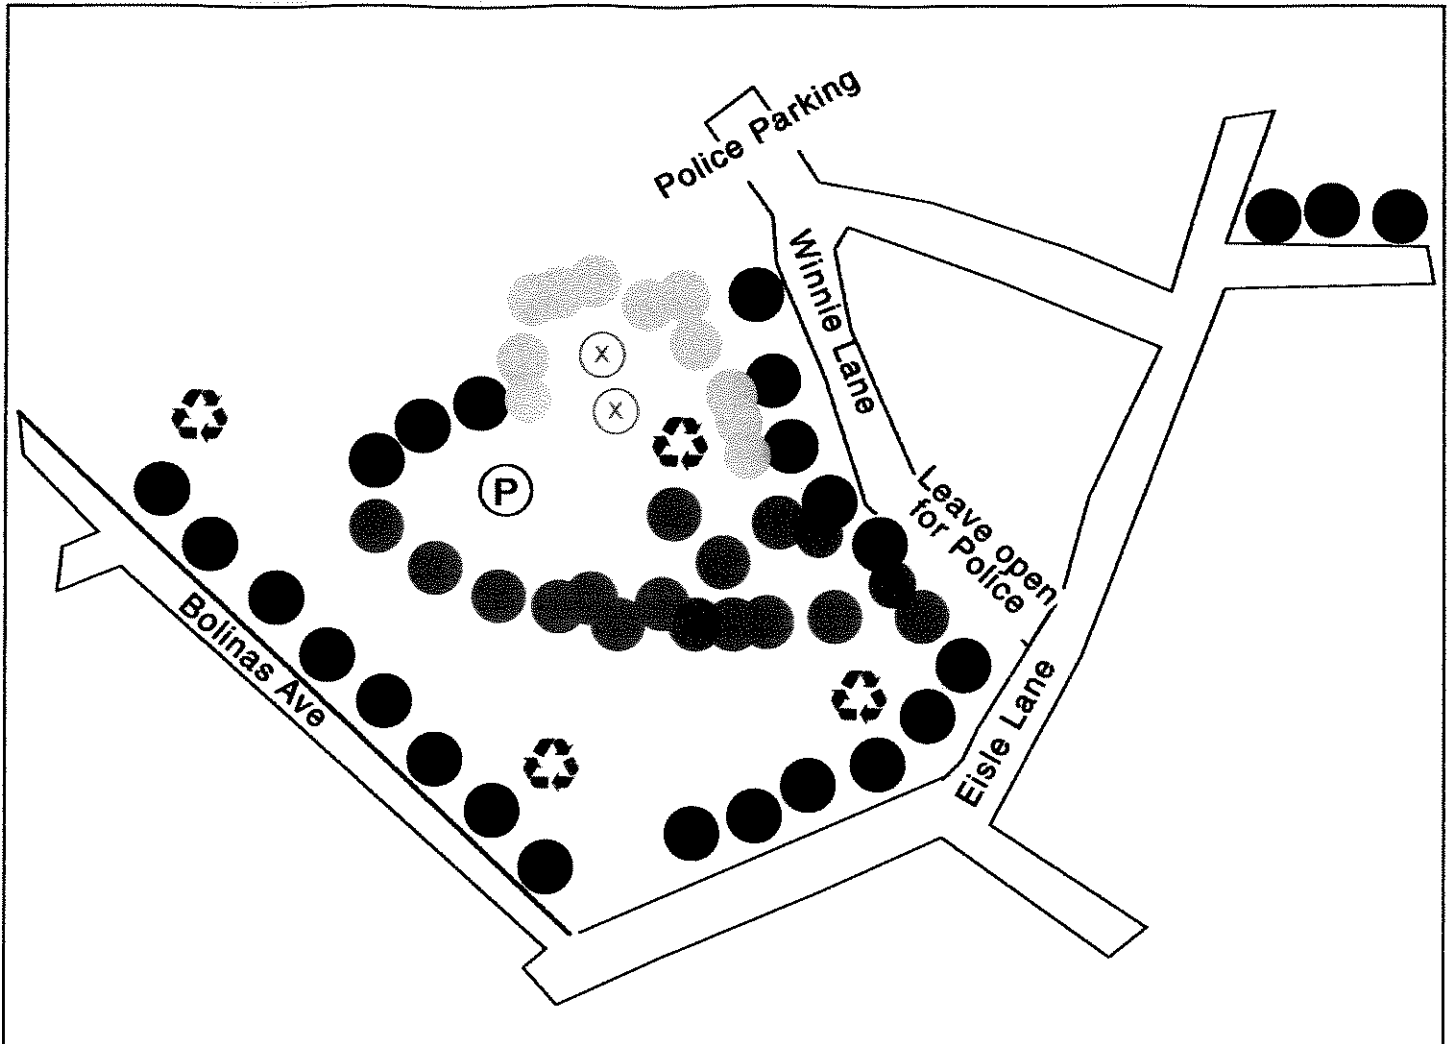 Police Parking
Winnie Lane
X
X
P
Leave open
for Police
Bolinas Ave
Eisle Lane